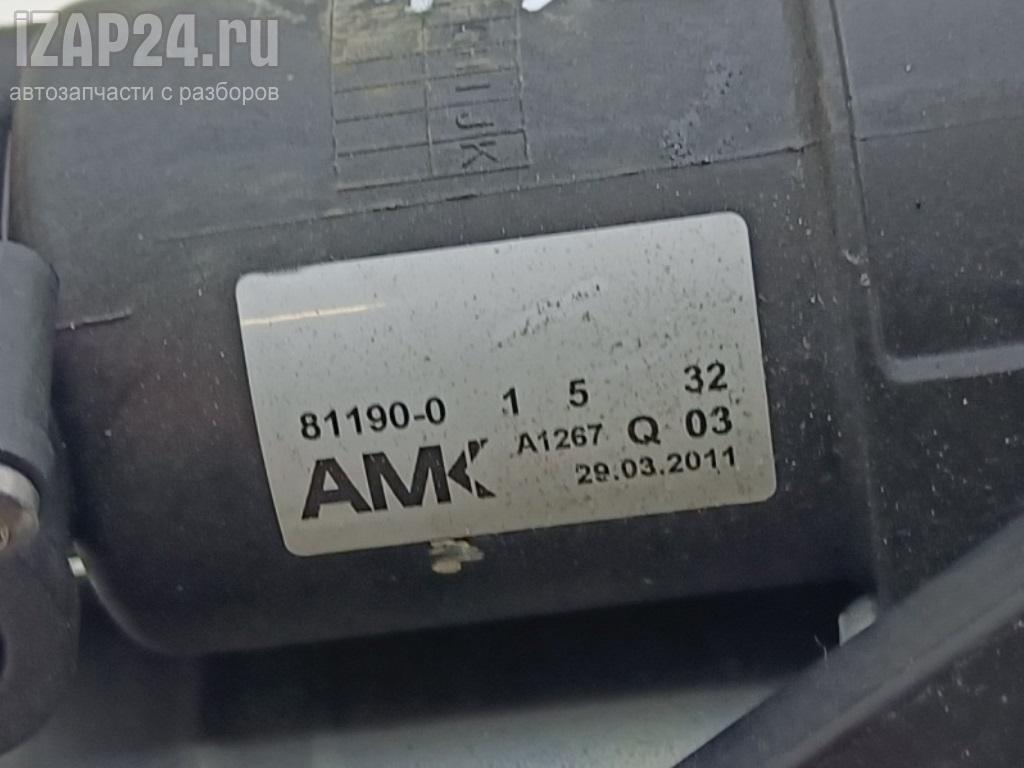 iZAP24.ru
автозапчасти с разборов
I J K
81190-0 1 5 32
AMK A1267 Q 03
29.03.2011